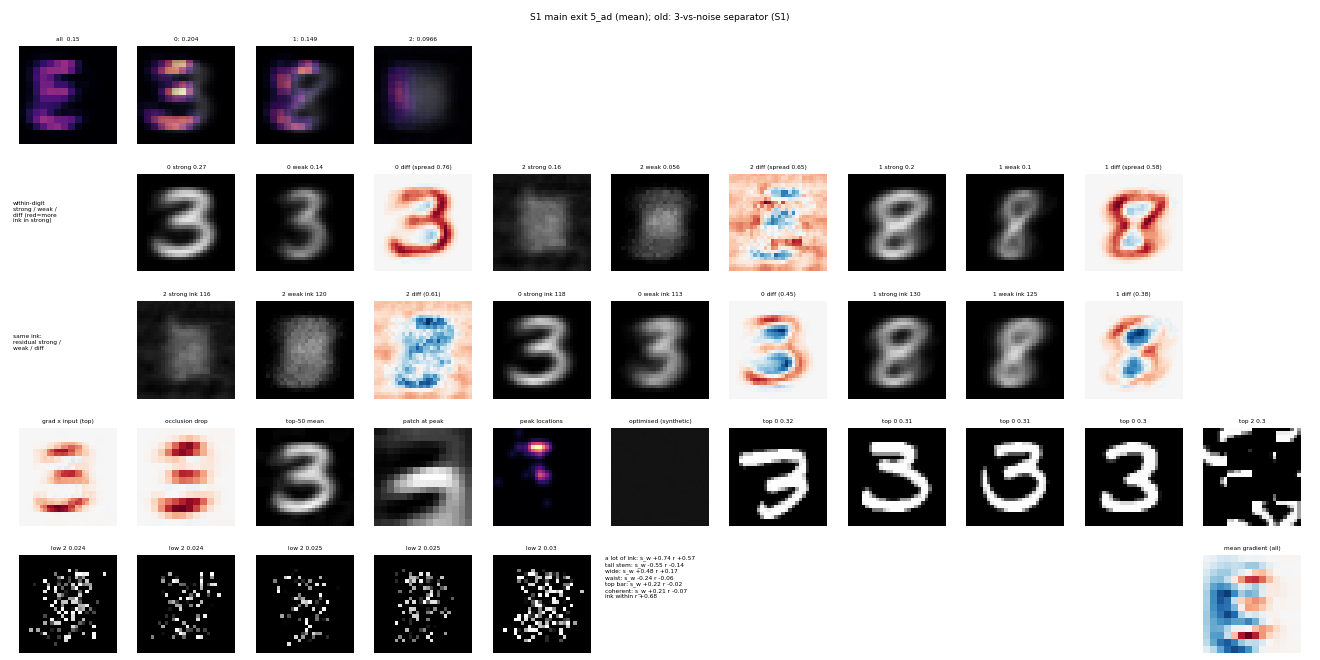 S1 main exit 5_ad (mean); old: 3-vs-noise separator (S1)
all 0.15
0: 0.204
1: 0.149
2: 0.0966
within-digit
strong / weak /
diff (red=more
ink in strong)
0 strong 0.27
0 weak 0.14
0 diff (spread 0.76)
2 strong 0.16
2 weak 0.056
2 diff (spread 0.65)
1 strong 0.2
1 weak 0.1
1 diff (spread 0.58)
same ink:
residual strong /
weak / diff
2 strong ink 116
2 weak ink 120
2 diff (0.61)
0 strong ink 118
0 weak ink 113
0 diff (0.45)
1 strong ink 130
1 weak ink 125
1 diff (0.38)
grad x input (top)
occlusion drop
top-50 mean
patch at peak
peak locations
optimised (synthetic)
top 0 0.32
top 0 0.31
top 0 0.31
top 0 0.3
top 2 0.3
low 2 0.024
low 2 0.024
low 2 0.025
low 2 0.025
low 2 0.03
a lot of ink: s_w +0.74 r +0.57
tall stem: s_w -0.55 r -0.14
wide: s_w +0.48 r +0.17
waist: s_w -0.24 r -0.06
top bar: s_w +0.22 r -0.02
coherent: s_w +0.21 r -0.07
ink within r +0.68
mean gradient (all)